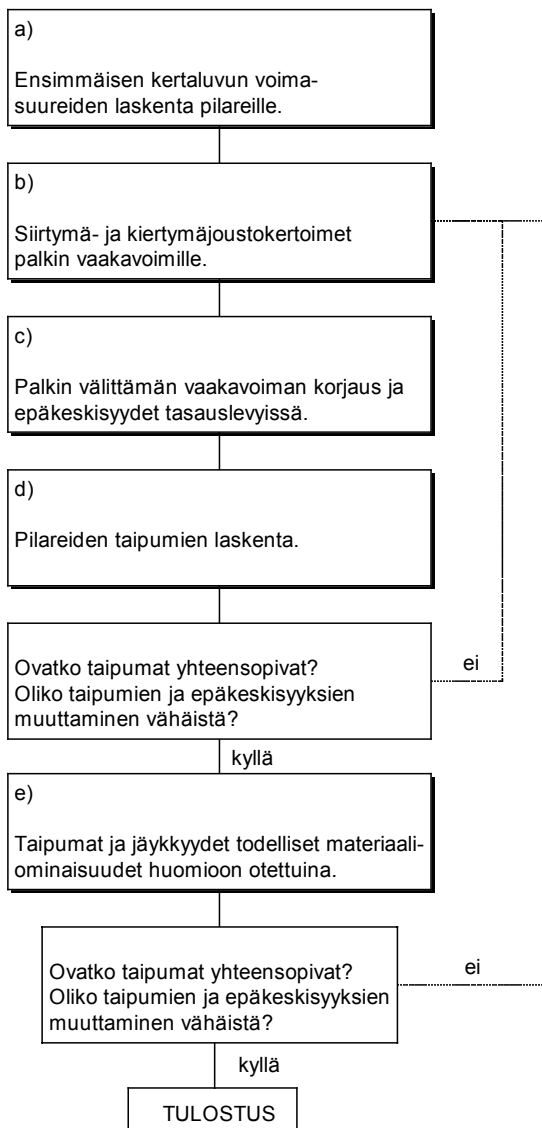 a)
Ensimmäisen kertaluvun voima-
suureiden laskenta pilareille.
b)
Siirtymä- ja kiertymäjoustokertoimet
palkin vaakavoimille.
c)
Palkin välittämän vaakavoiman korjaus ja
epäkeskisyydet tasauslevyissä.
d)
Pilareiden taipumien laskenta.
Ovatko taipumat yhteensopivat?
Oliko taipumien ja epäkeskisyyksien
muuttaminen vähäistä?
ei
kyllä
e)
Taipumat ja jäykkyydet todelliset materiaali-
ominaisuudet huomioon otettuina.
Ovatko taipumat yhteensopivat?
Oliko taipumien ja epäkeskisyyksien
muuttaminen vähäistä?
ei
kyllä
TULOSTUS